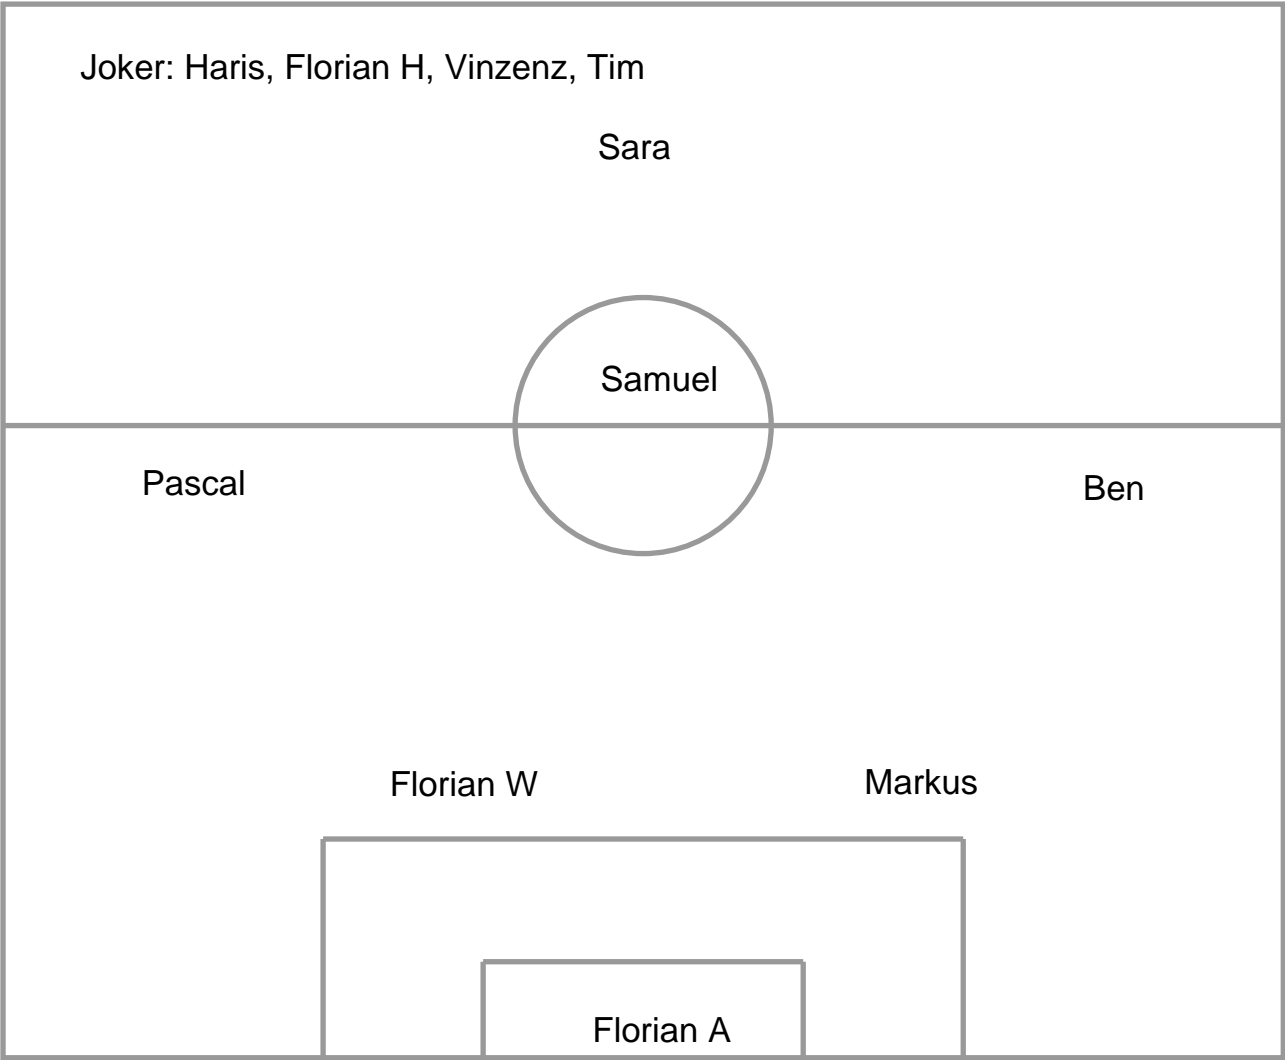 Joker: Haris, Florian H, Vinzenz, Tim
Sara
Samuel
Pascal
Ben
Florian W
Markus
Florian A